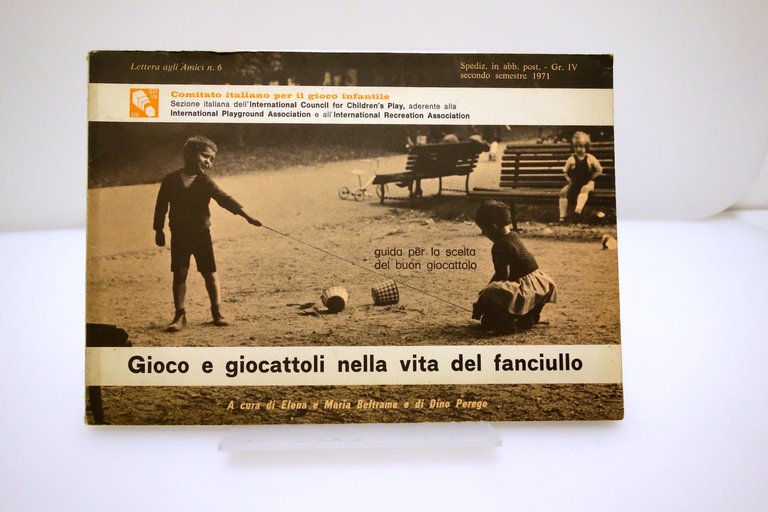 Lettera agli Amici n. 6
Spediz. in abb. post. - Gr. IV
secondo semestre 1971
Comitato italiano per il gioco infantile
Sezione italiana dell'International Council for Children's Play, aderente alla
International Playground Association e all'International Recreation Association
guida per la scelta
del buon giocattolo
Gioco e giocattoli nella vita del fanciullo
A cura di Elena e Maria Beltrame e di Dino Perego